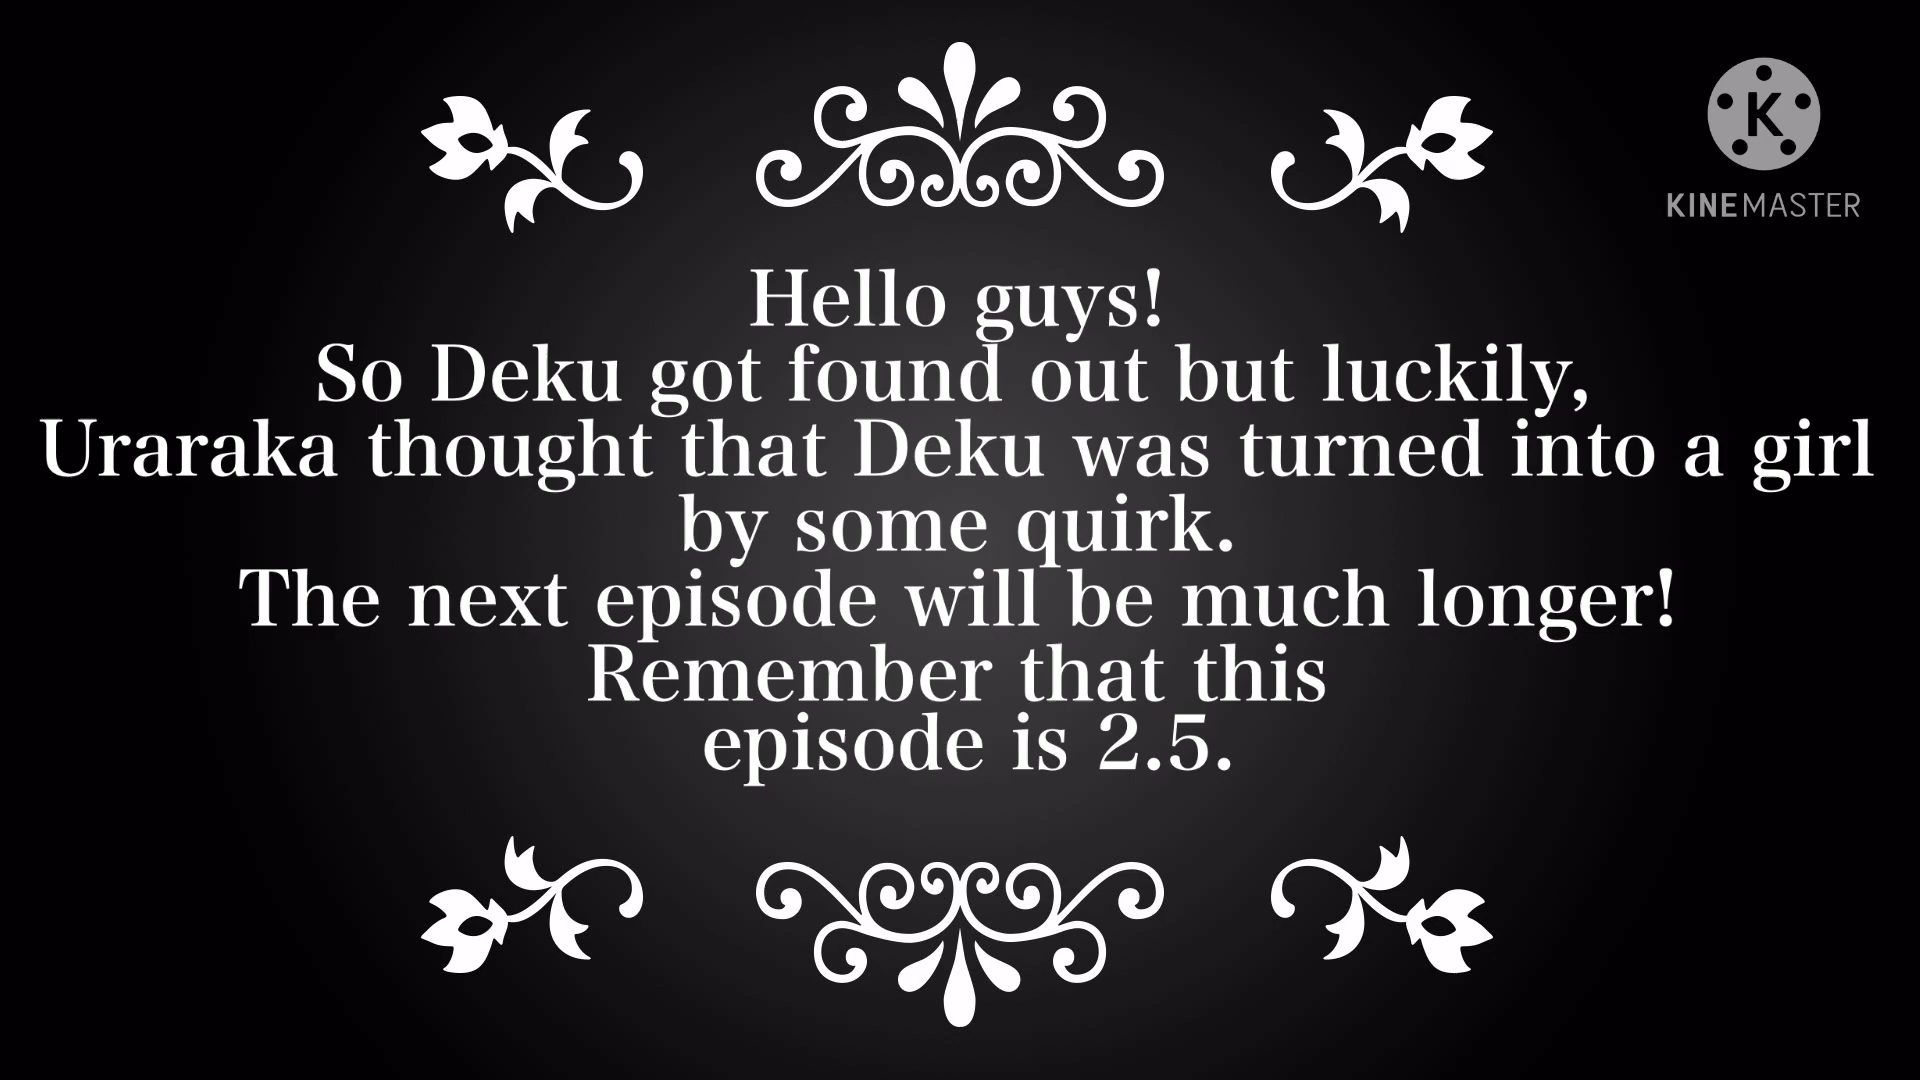 K
KINEMASTER
Hello guys!
So Deku got found out but luckily,
Uraraka thought that Deku was turned into a girl
by some quirk.
The next episode will be much longer!
Remember that this
episode is 2.5.